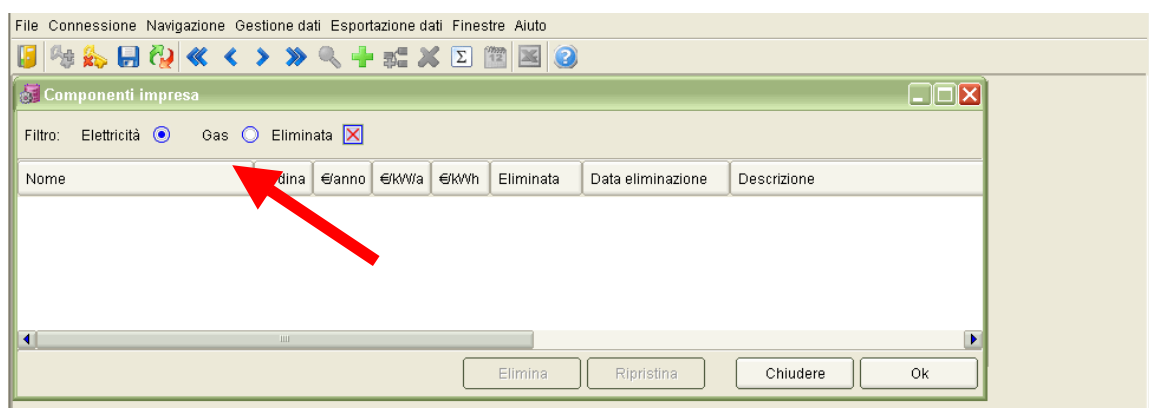 File Connessione Navigazione Gestione dati Esportazione dati Finestre Aiuto
Σ 12 ?
Componenti impresa
Filtro: Elettricità Gas Eliminata
Nome dina €/anno €/kW/a €/kWh Eliminata Data eliminazione Descrizione
Elimina Ripristina Chiudere Ok